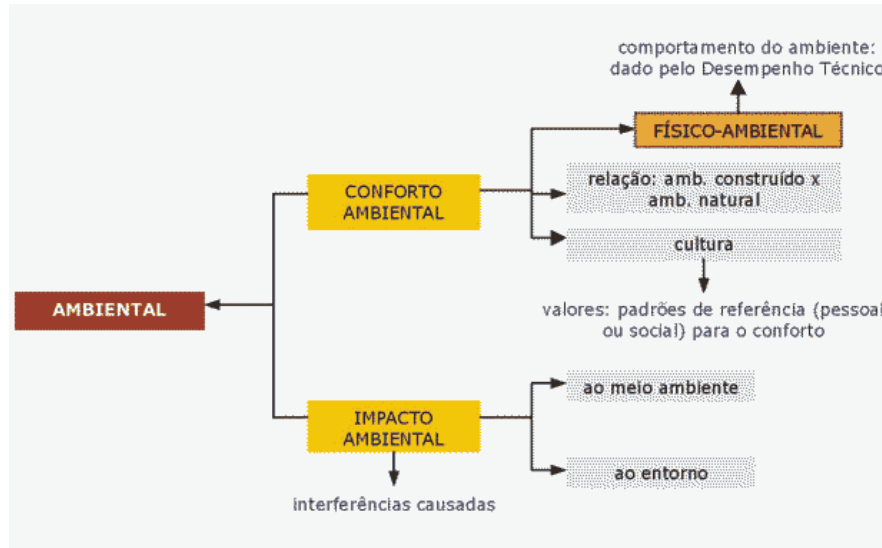 comportamento do ambiente:
dado pelo Desempenho Técnico
FÍSICO-AMBIENTAL
CONFORTO
AMBIENTAL
relação: amb. construído x
amb. natural
cultura
AMBIENTAL
valores: padrões de referência (pessoal
ou social) para o conforto
ao meio ambiente
IMPACTO
AMBIENTAL
ao entorno
interferências causadas